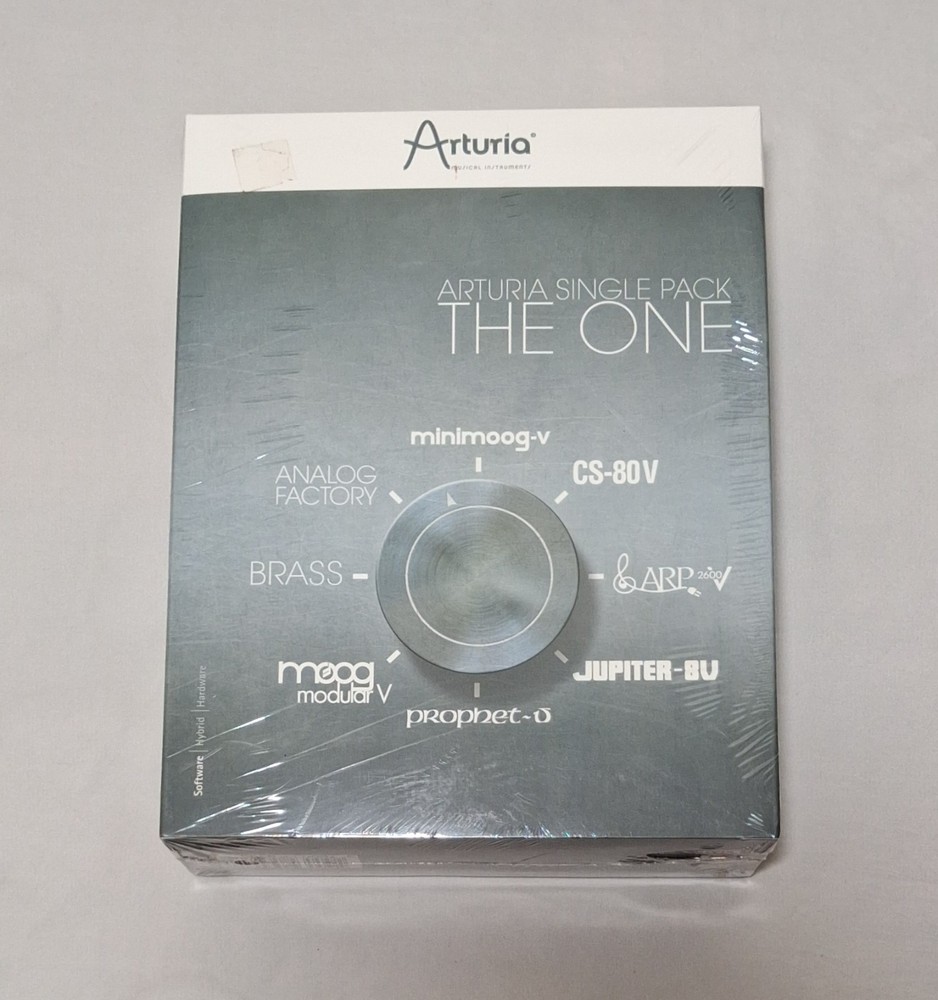 Arturia®
MUSICAL INSTRUMENTS
ARTURIA SINGLE PACK
THE ONE
minimoog-v
ANALOG
FACTORY
CS-80V
BRASS
ARP 2600 V
moog
modular V
JUPITER-8V
prophet-5
Software | Hybrid | Hardware